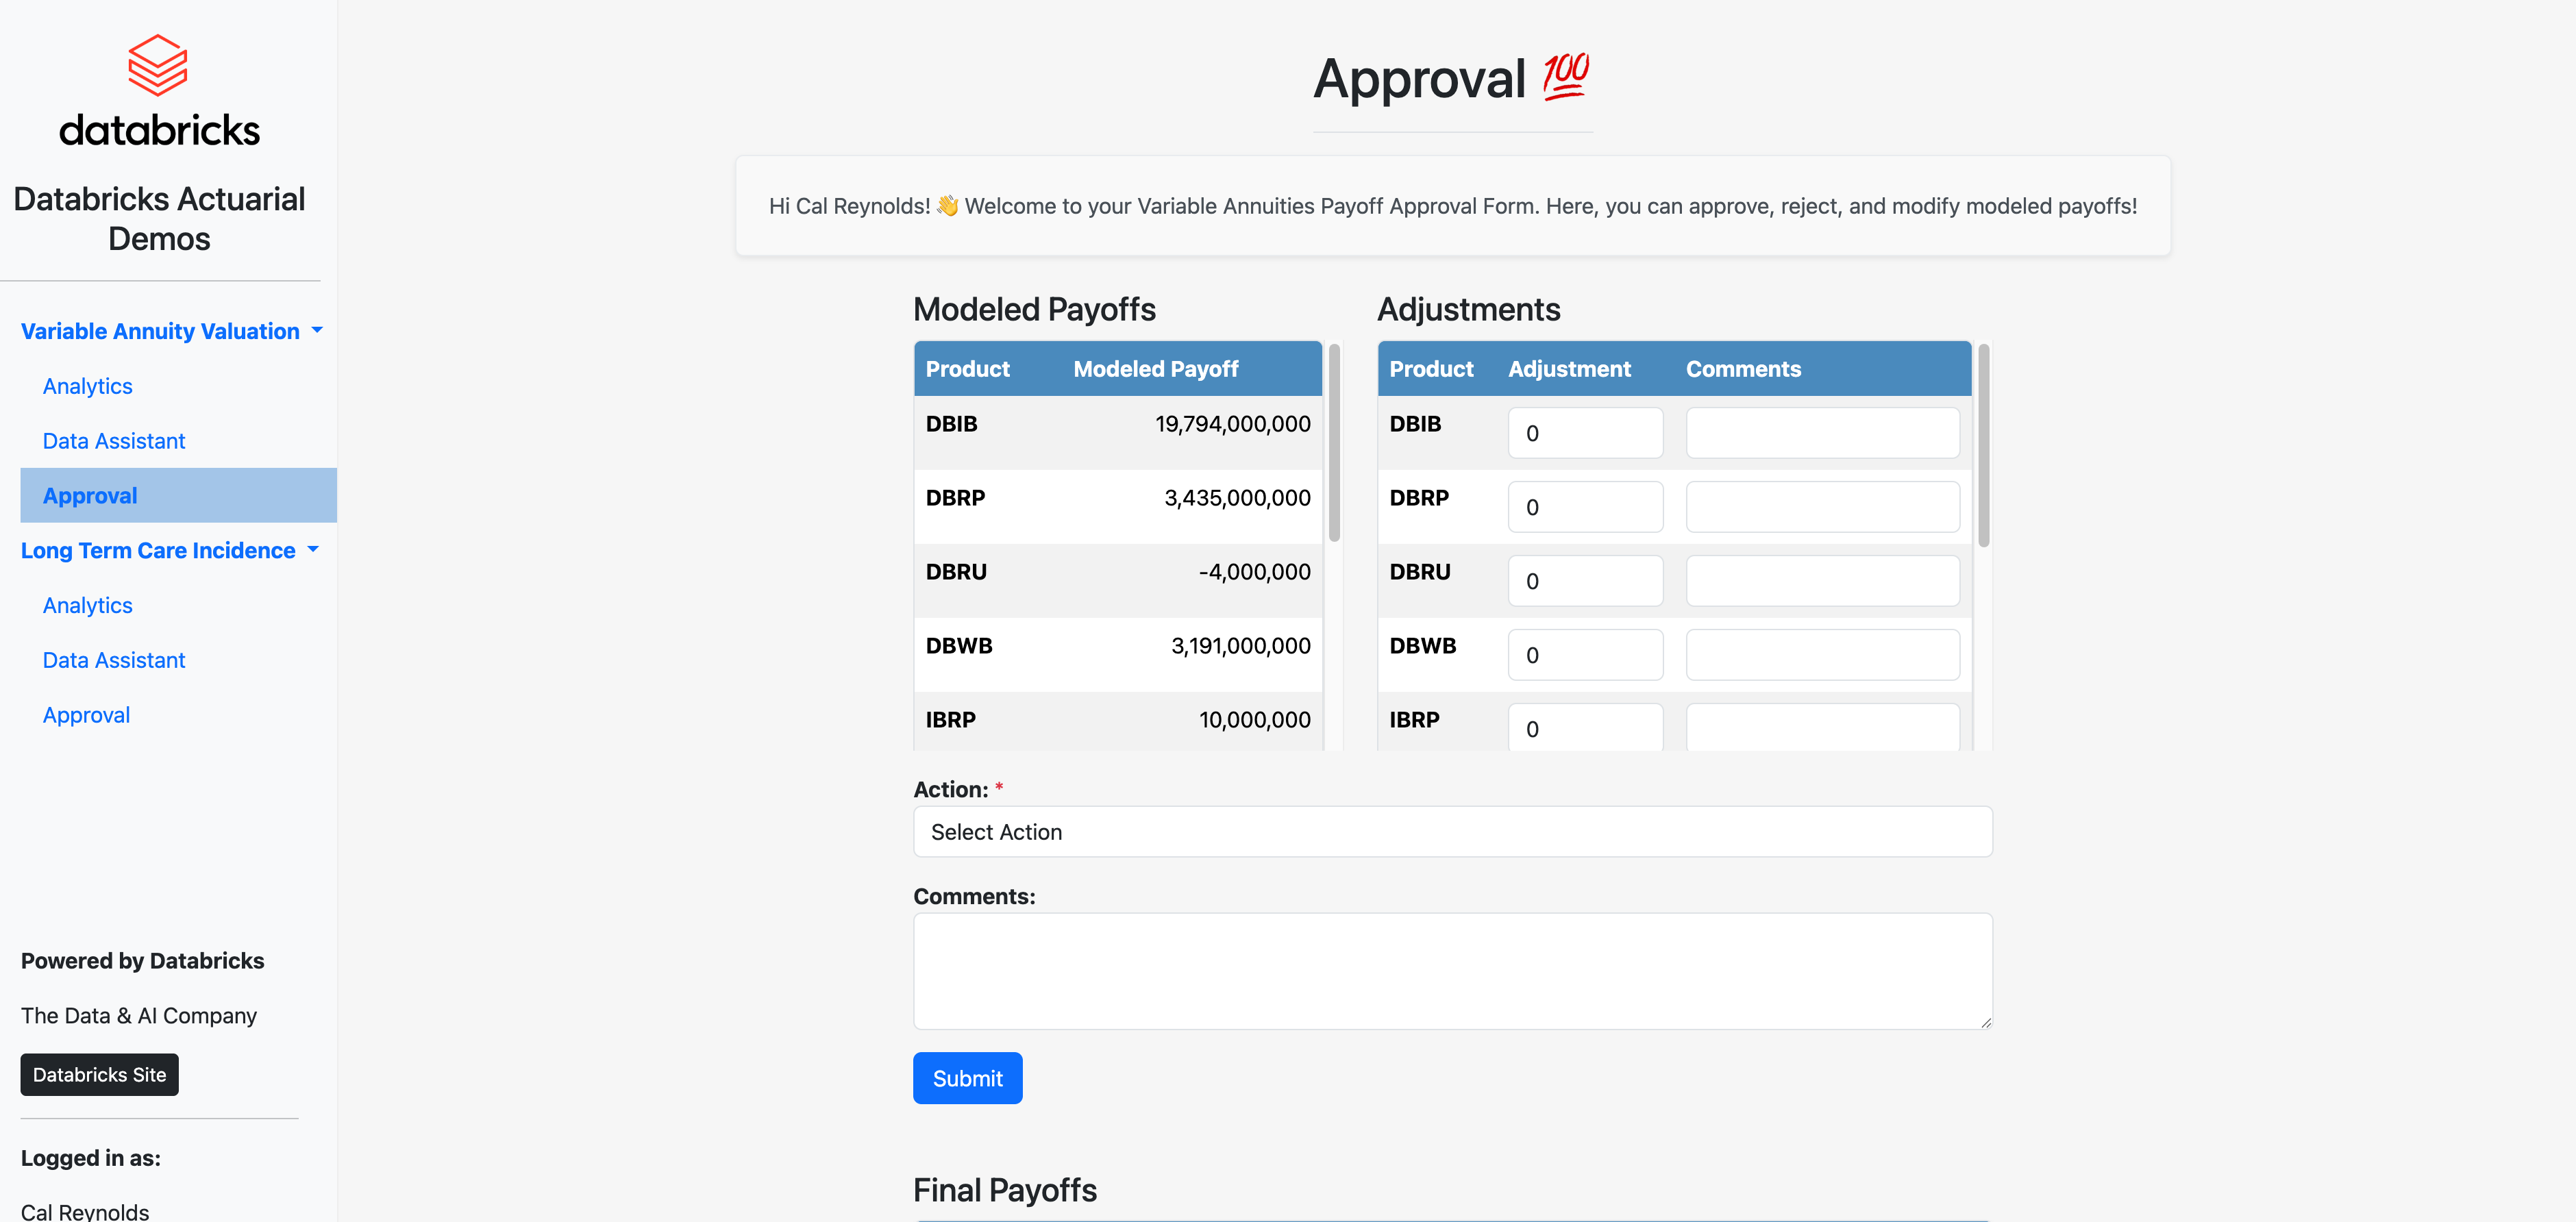 databricks
Databricks Actuarial
Demos
Variable Annuity Valuation
Analytics
Data Assistant
Approval
Long Term Care Incidence
Analytics
Data Assistant
Approval
Powered by Databricks
The Data & AI Company
Databricks Site
Logged in as:
Cal Reynolds
Approval 💯
Hi Cal Reynolds! 👋 Welcome to your Variable Annuities Payoff Approval Form. Here, you can approve, reject, and modify modeled payoffs!
Modeled Payoffs
Product Modeled Payoff
DBIB 19,794,000,000
DBRP 3,435,000,000
DBRU -4,000,000
DBWB 3,191,000,000
IBRP 10,000,000
Adjustments
Product Adjustment Comments
DBIB 0
DBRP 0
DBRU 0
DBWB 0
IBRP 0
Action: *
Select Action
Comments:
Submit
Final Payoffs